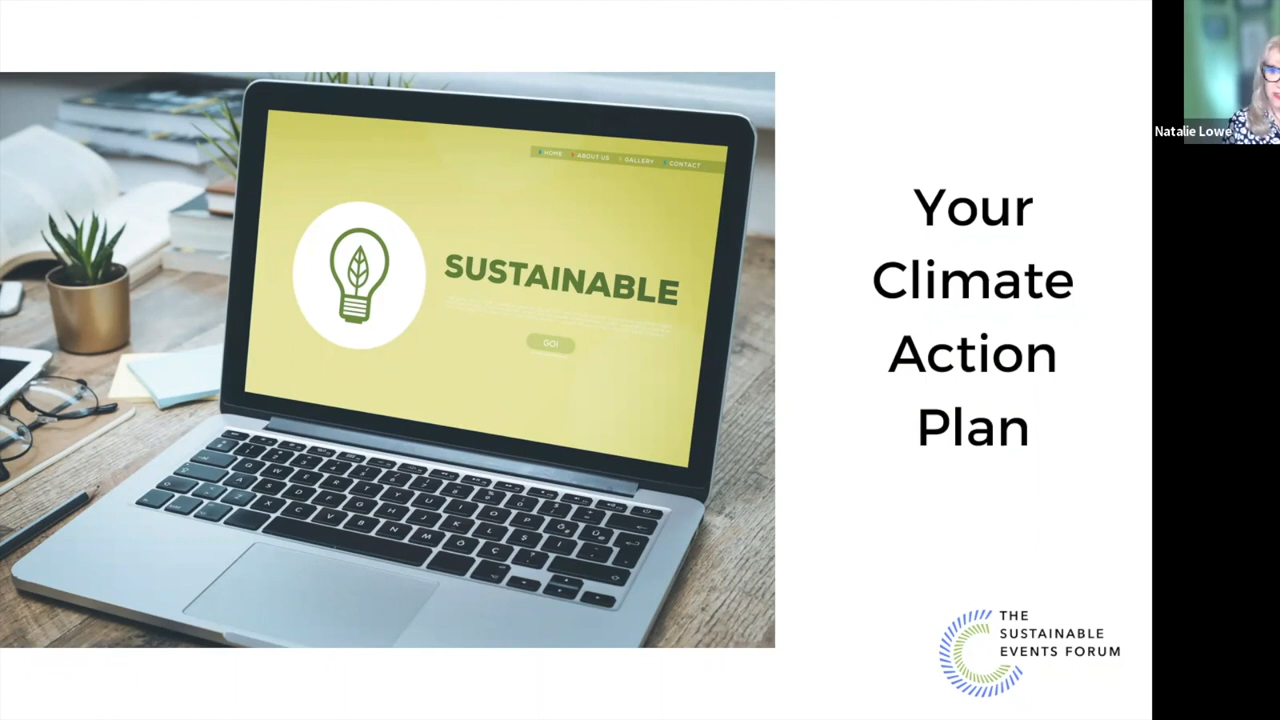 HOME
ABOUT US
GALLERY
CONTACT
SUSTAINABLE
GO!
Your
Climate
Action
Plan
THE
SUSTAINABLE
EVENTS FORUM
Natalie Lowe